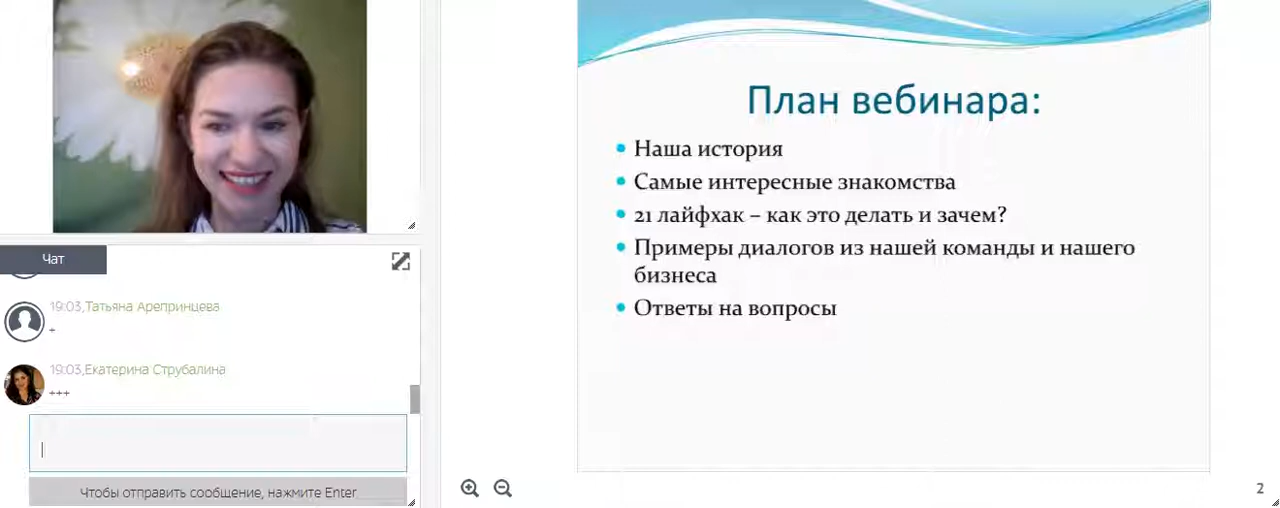 Чат
19:03,Татьяна Арепринцева
+
19:03,Екатерина Струбалина
+++
Чтобы отправить сообщение, нажмите Enter
План вебинара:
Наша история
Самые интересные знакомства
21 лайфхак – как это делать и зачем?
Примеры диалогов из нашей команды и нашего
бизнеса
Ответы на вопросы
2